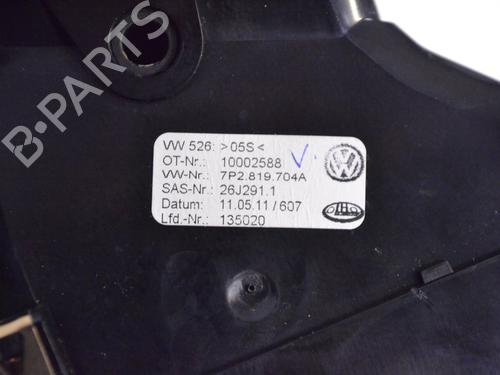 B-PARTS
VW 526: >05S<
OT-Nr.: 10002588 V.
VW-Nr.: 7P2.819.704A
SAS-Nr.: 26J291.1
Datum: 11.05.11/607
Lfd.-Nr.: 135020